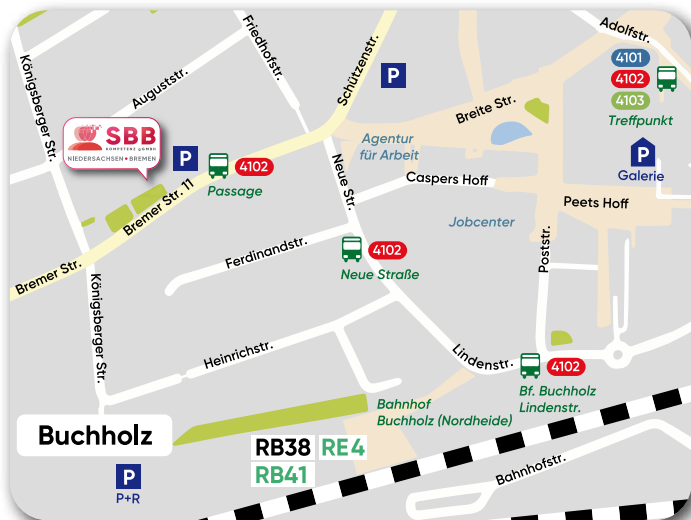 Adolfstr.
Friedhofstr.
Schützenstr.
Königsberger Str.
4101
4102
4103
Treffpunkt
P
Auguststr.
Breite Str.
SBB
KOMPETENZ GGMBH
NIEDERSACHSEN • BREMEN
P
4102
Passage
Agentur
für Arbeit
P
Galerie
Neue Str.
Caspers Hoff
Bremer Str. 11
Peets Hoff
Jobcenter
Poststr.
Ferdinandstr.
4102
Neue Straße
Bremer Str.
Königsberger Str.
Heinrichstr.
Lindenstr.
4102
Bf. Buchholz
Lindenstr.
Bahnhof
Buchholz (Nordheide)
Buchholz
RB38 RE4
RB41
P
P+R
Bahnhofstr.